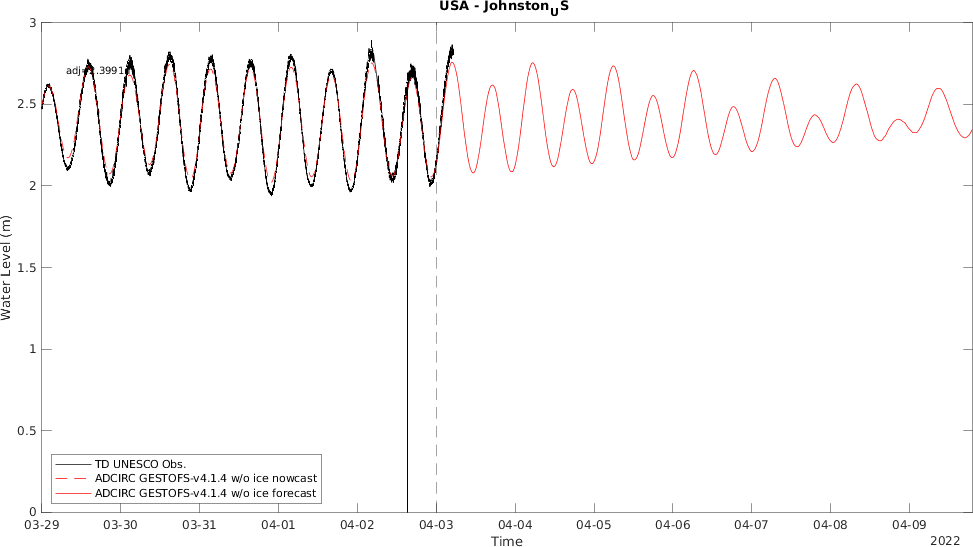 USA - Johnston_US
3
2.5
2
1.5
1
0.5
0
Water Level (m)
adj=2.3991
TD UNESCO Obs.
ADCIRC GESTOFS-v4.1.4 w/o ice nowcast
ADCIRC GESTOFS-v4.1.4 w/o ice forecast
03-29 03-30 03-31 04-01 04-02 04-03 04-04 04-05 04-06 04-07 04-08 04-09
Time
2022